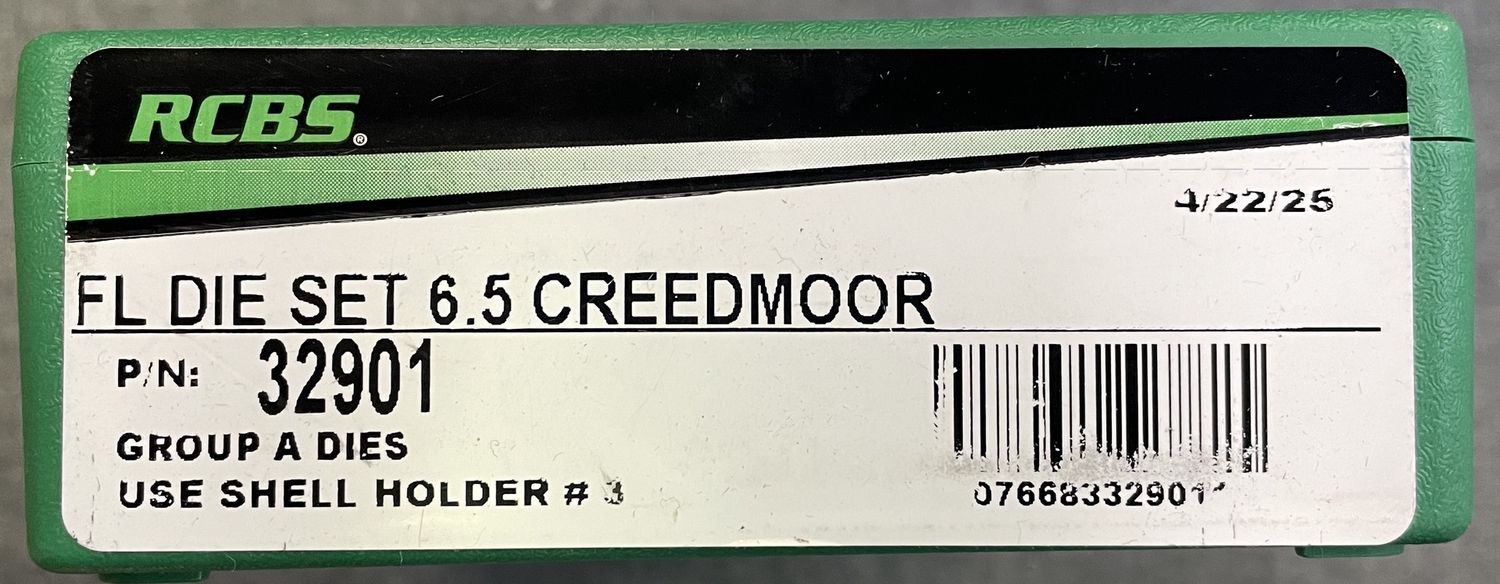 RCBS®
4/22/25
FL DIE SET 6.5 CREEDMOOR
P/N: 32901
GROUP A DIES
USE SHELL HOLDER # 3